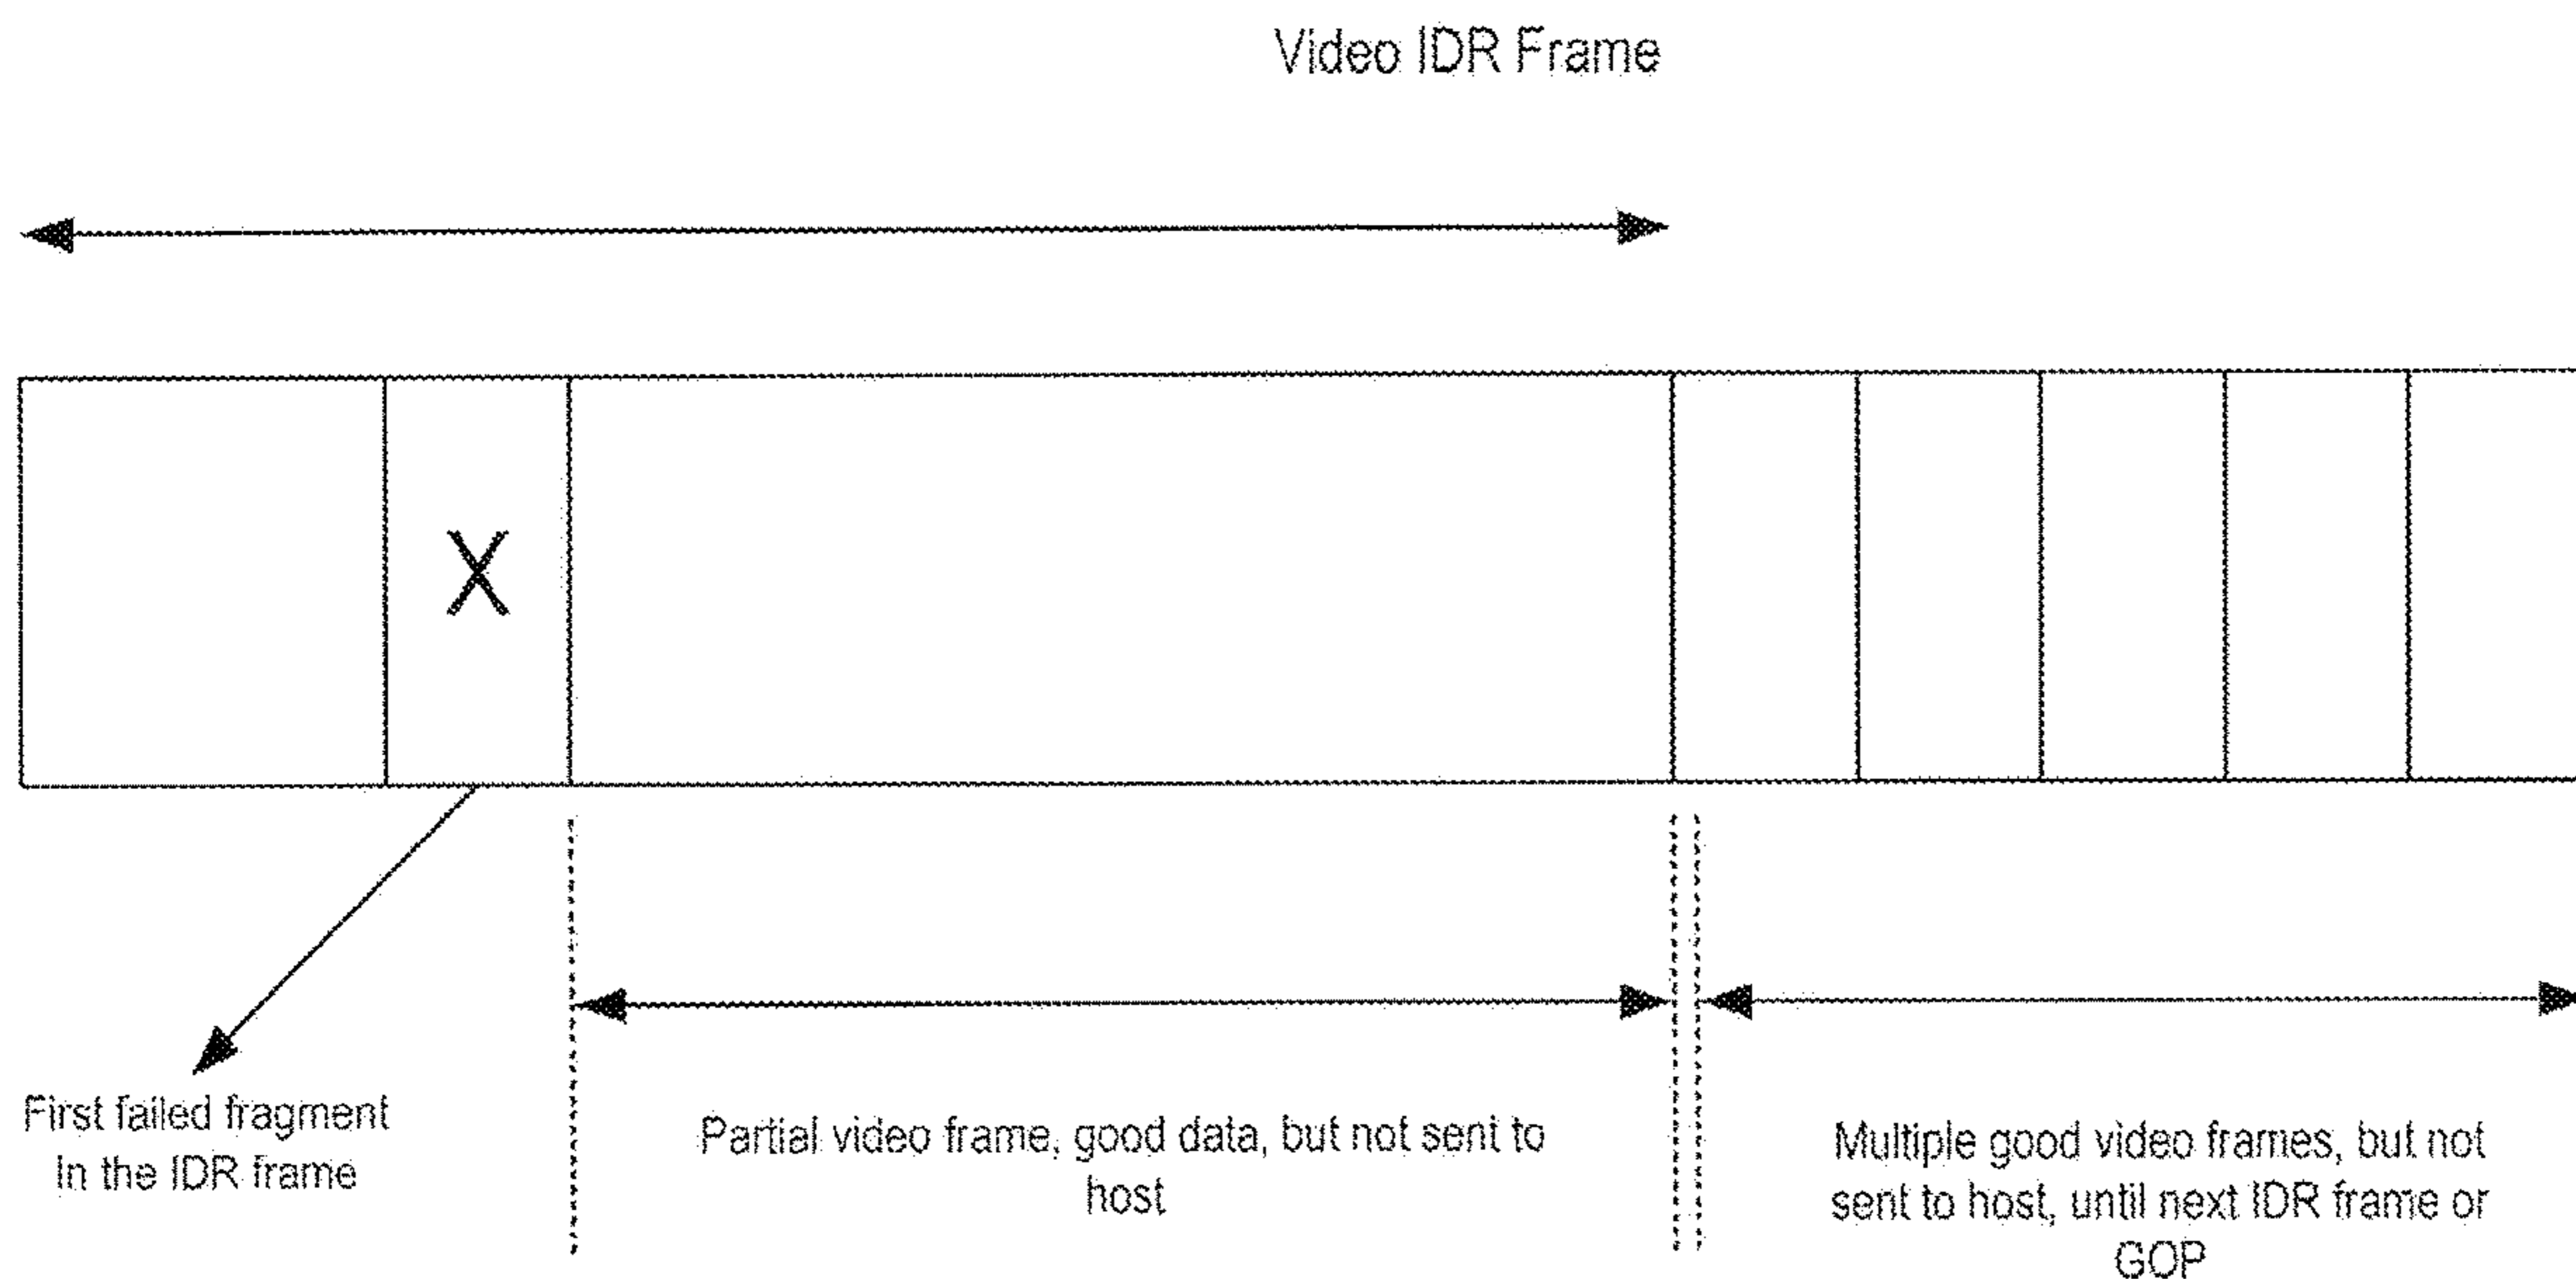 Video IDR Frame
X
First failed fragment
in the IDR frame
Partial video frame, good data, but not sent to
host
Multiple good video frames, but not
sent to host, until next IDR frame or
GOP